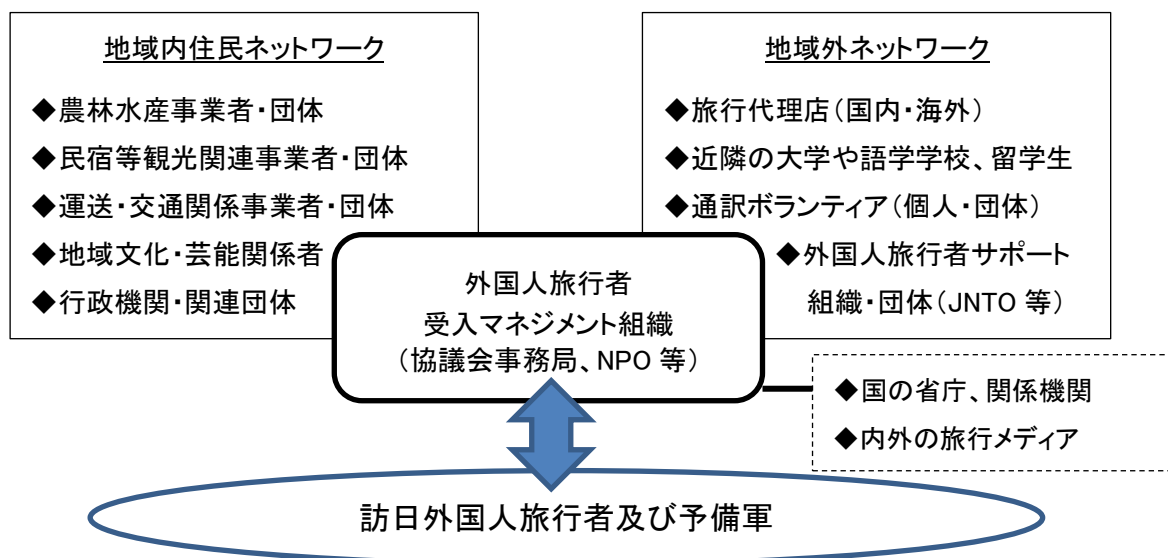 地域内住民ネットワーク
◆農林水産事業者・団体
◆民宿等観光関連事業者・団体
◆運送・交通関係事業者・団体
◆地域文化・芸能関係者
◆行政機関・関連団体
地域外ネットワーク
◆旅行代理店(国内・海外)
◆近隣の大学や語学学校、留学生
◆通訳ボランティア(個人・団体)
◆外国人旅行者サポート
組織・団体(JNTO 等)
外国人旅行者
受入マネジメント組織
(協議会事務局、NPO 等)
◆国の省庁、関係機関
◆内外の旅行メディア
訪日外国人旅行者及び予備軍